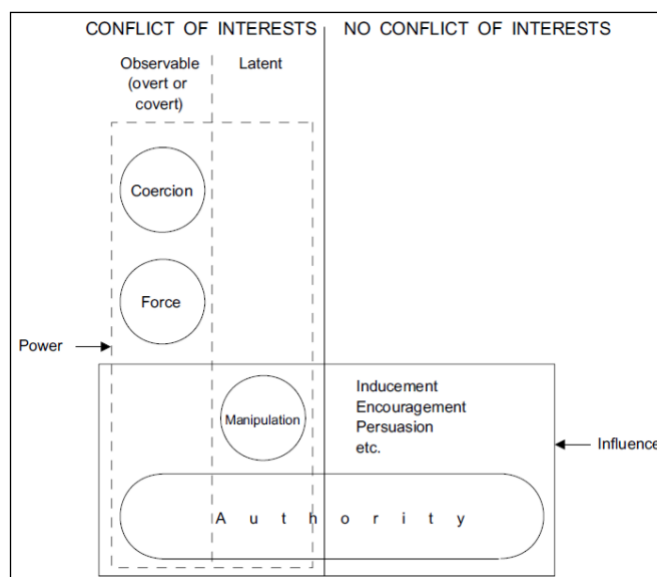 CONFLICT OF INTERESTS
NO CONFLICT OF INTERESTS
Observable
(overt or
covert)
Latent
Coercion
Force
Power
Manipulation
Inducement
Encouragement
Persuasion
etc.
Influence
Authority